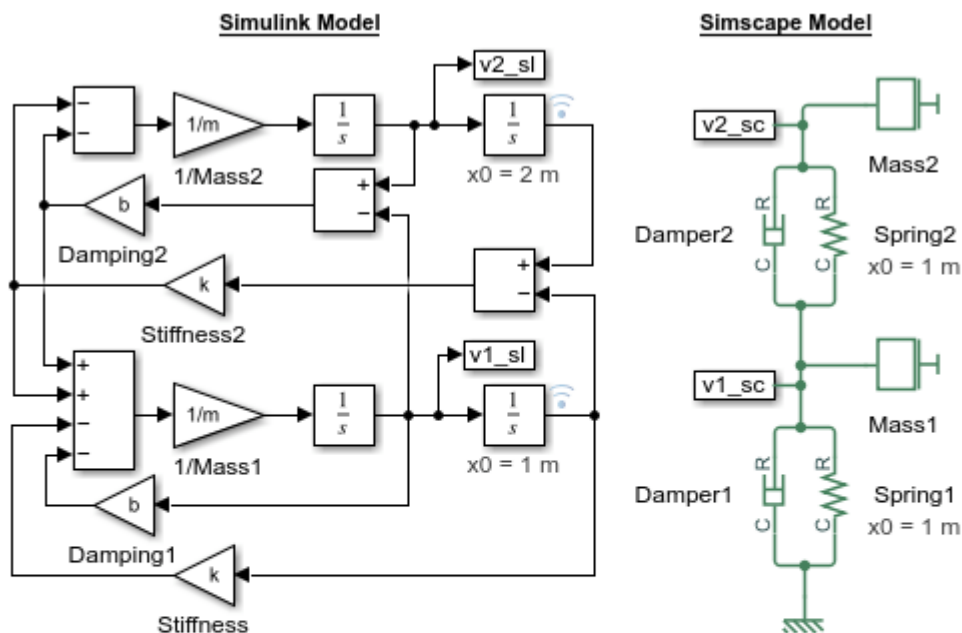 Simulink Model
v2_sl
−
−
1/m
1
s
1
s
1/Mass2
x0 = 2 m
+
−
b
Damping2
+
−
k
Stiffness2
v1_sl
+
+
−
−
1/m
1
s
1
s
1/Mass1
x0 = 1 m
b
Damping1
k
Stiffness
Simscape Model
v2_sc
Mass2
R
R
Damper2
Spring2
C
C
x0 = 1 m
v1_sc
Mass1
R
R
Damper1
Spring1
C
C
x0 = 1 m